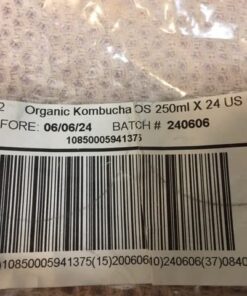 2 Organic Kombucha OS 250ml X 24 US
FORE: 06/06/24 BATCH # 240606
10850005941375
)10850005941375(15)200606 10)240606(37)0840